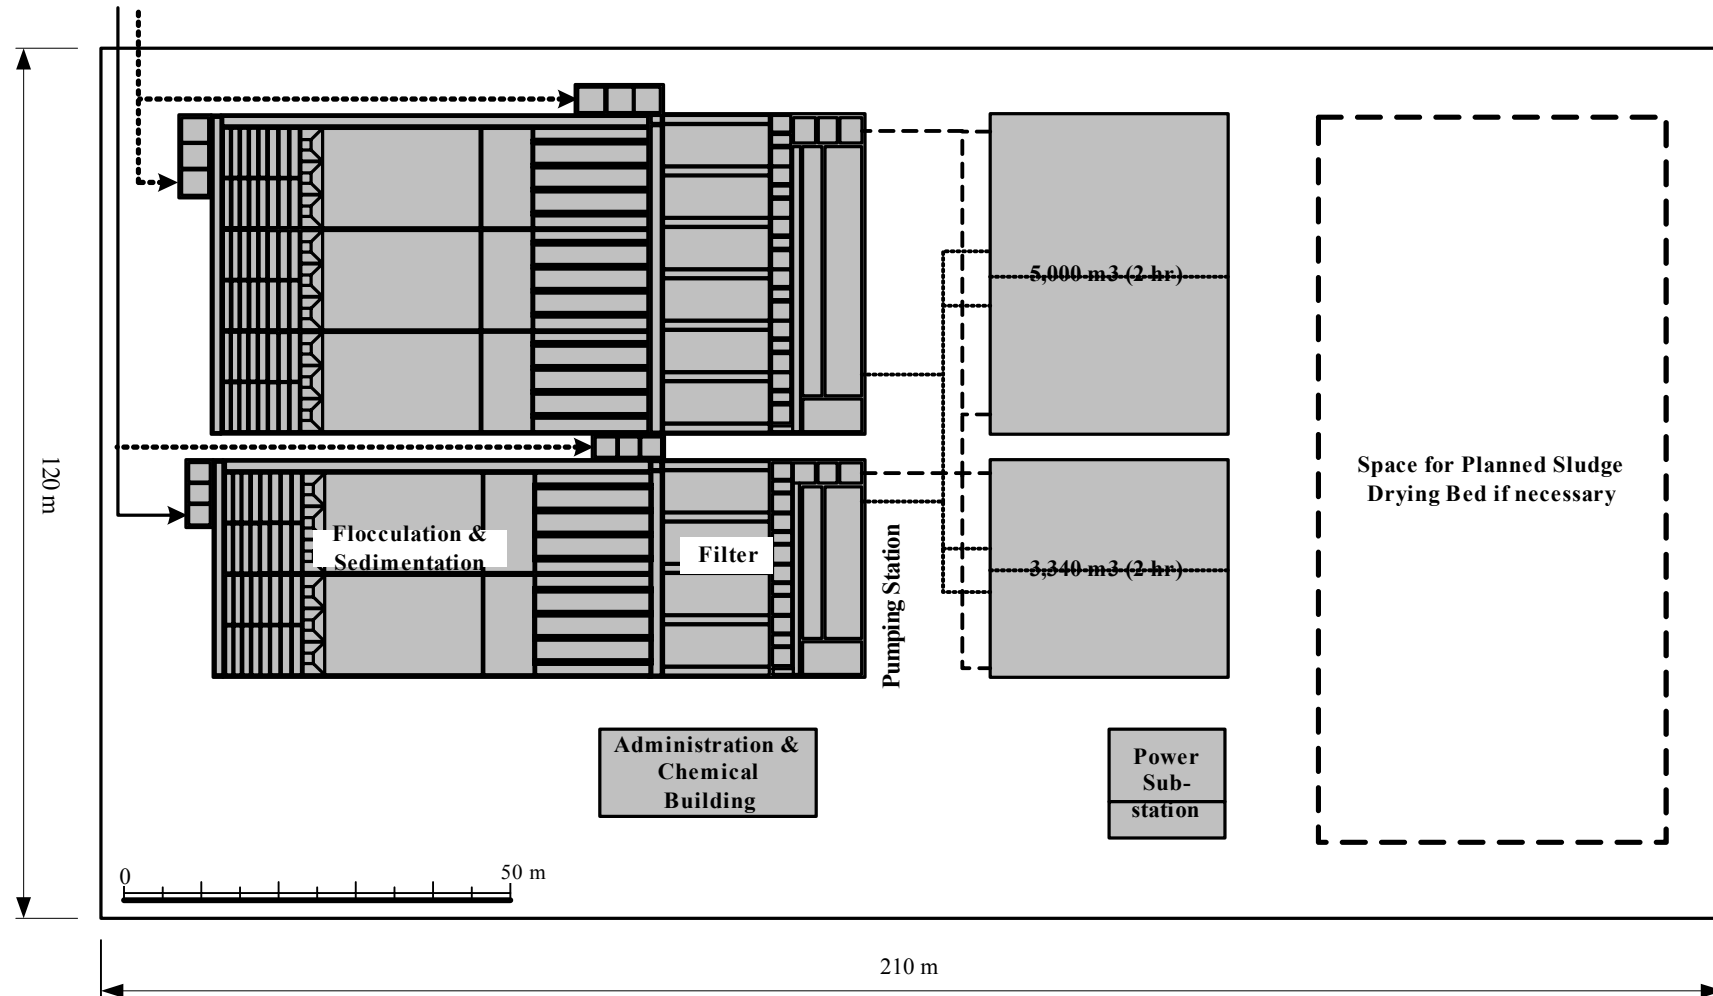 5,000 m3 (2 hr)
120 m
Space for Planned Sludge
Drying Bed if necessary
Flocculation &
Sedimentation
Filter
Pumping Station
3,340 m3 (2 hr)
Administration &
Chemical
Building
Power
Sub-
station
0
50 m
210 m